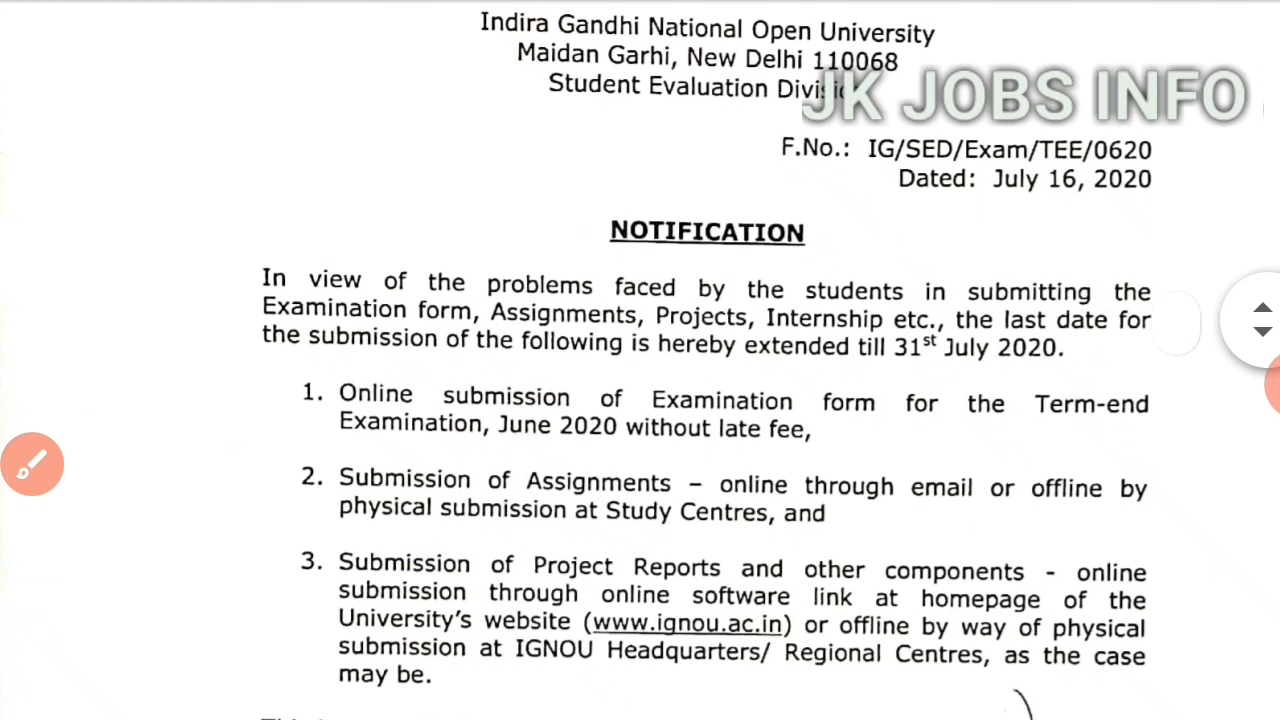 Indira Gandhi National Open University
Maidan Garhi, New Delhi 110068
Student Evaluation
JK JOBS INFO
F.No.: IG/SED/Exam/TEE/0620
Dated: July 16, 2020
NOTIFICATION
In view of the problems faced by the students in submitting the
Examination form, Assignments, Projects, Internship etc., the last date for
the submission of the following is hereby extended till 31st July 2020.
1. Online submission of Examination form for the Term-end
Examination, June 2020 without late fee,
2. Submission of Assignments – online through email or offline by
physical submission at Study Centres, and
3. Submission of Project Reports and other components - online
submission through online software link at homepage of the
University's website (www.ignou.ac.in) or offline by way of physical
submission at IGNOU Headquarters/ Regional Centres, as the case
may be.